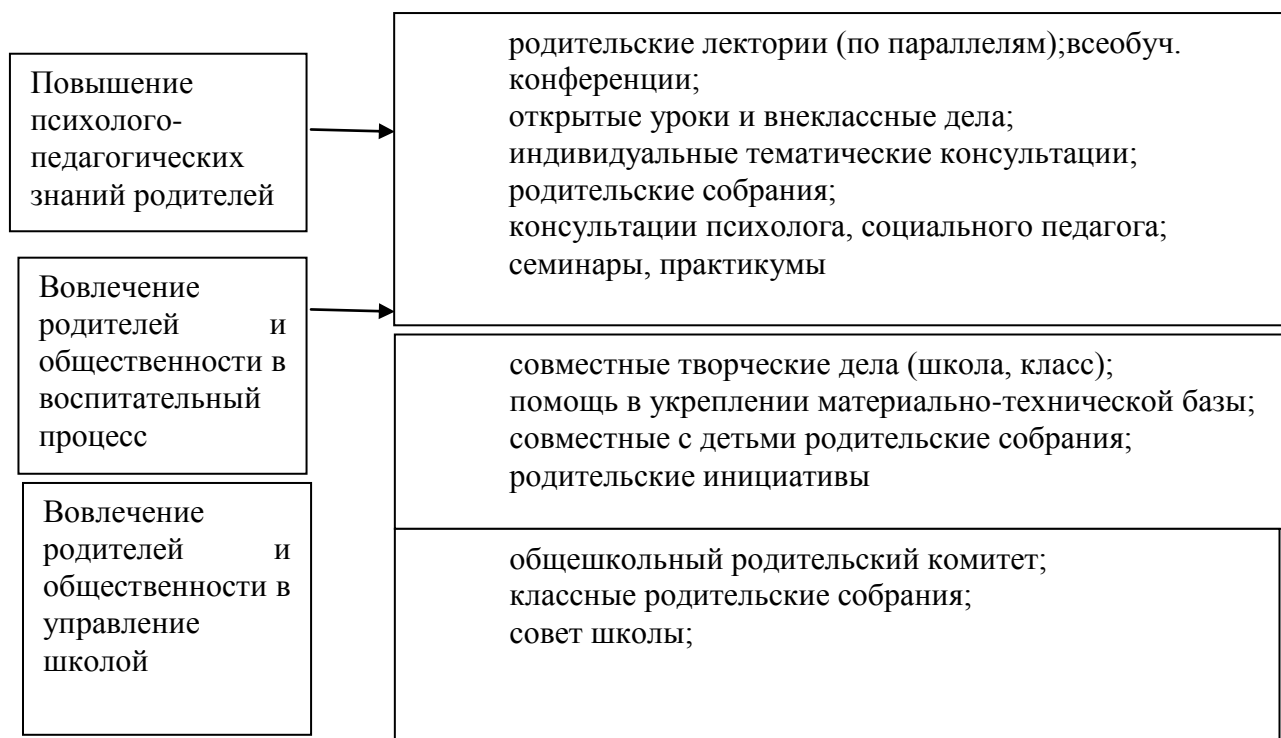 Повышение
психолого-
педагогических
знаний родителей
родительские лектории (по параллелям);всеобуч.
конференции;
открытые уроки и внеклассные дела;
индивидуальные тематические консультации;
родительские собрания;
консультации психолога, социального педагога;
семинары, практикумы
Вовлечение
родителей и
общественности в
воспитательный
процесс
совместные творческие дела (школа, класс);
помощь в укреплении материально-технической базы;
совместные с детьми родительские собрания;
родительские инициативы
Вовлечение
родителей и
общественности в
управление
школой
общешкольный родительский комитет;
классные родительские собрания;
совет школы;